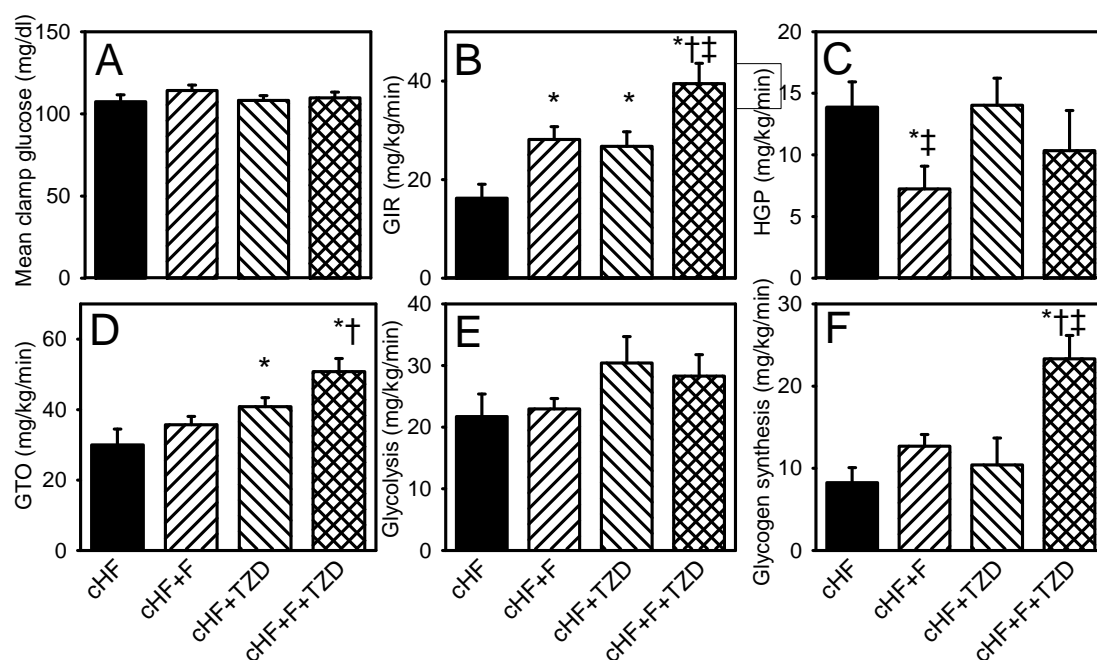 A
Mean damp glucose (mg/dl)
150
100
50
0
B
GIR (mg/kg/min)
40
20
0
*
*
*†‡
C
HGP (mg/kg/min)
20
15
10
5
0
*‡
D
GTO (mg/kg/min)
60
40
20
0
*
*†
E
Glycolysis (mg/kg/min)
40
30
20
10
0
F
Glycogen synthesis (mg/kg/min)
30
20
10
0
*†‡
cHF
cHF+F
cHF+TZD
cHF+F+TZD
cHF
cHF+F
cHF+TZD
cHF+F+TZD
cHF
cHF+F
cHF+TZD
cHF+F+TZD